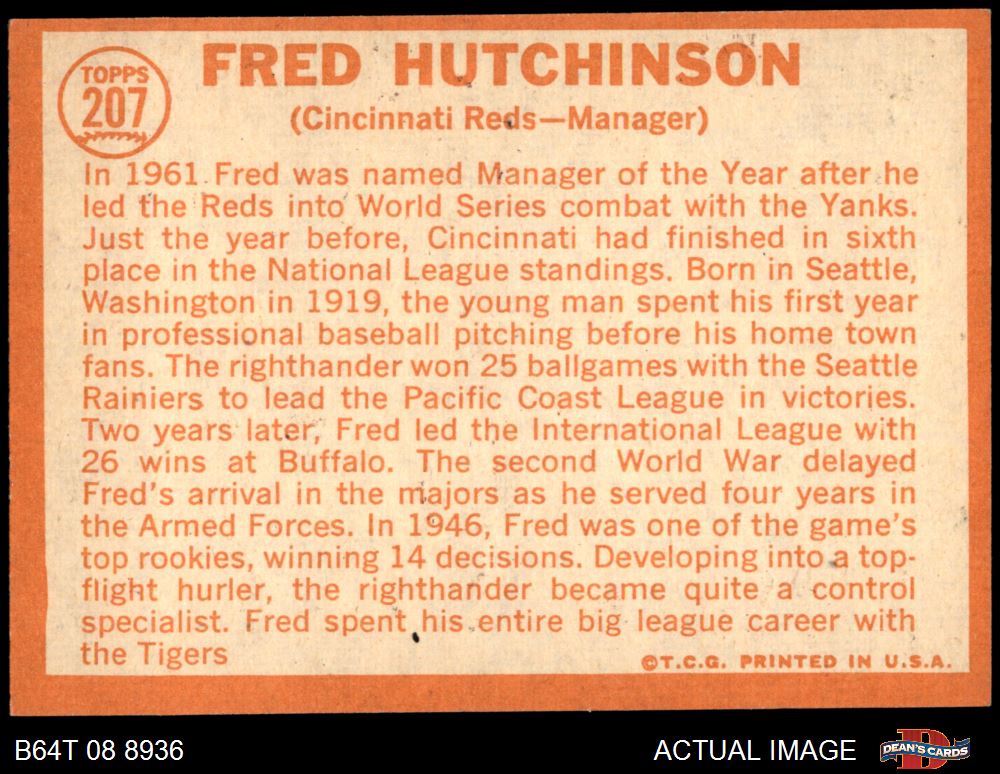 TOPPS
207
FRED HUTCHINSON
(Cincinnati Reds—Manager)
In 1961 Fred was named Manager of the Year after he
led the Reds into World Series combat with the Yanks.
Just the year before, Cincinnati had finished in sixth
place in the National League standings. Born in Seattle,
Washington in 1919, the young man spent his first year
in professional baseball pitching before his home town
fans. The righthander won 25 ballgames with the Seattle
Rainiers to lead the Pacific Coast League in victories.
Two years later, Fred led the International League with
26 wins at Buffalo. The second World War delayed
Fred's arrival in the majors as he served four years in
the Armed Forces. In 1946, Fred was one of the game's
top rookies, winning 14 decisions. Developing into a top-
flight hurler, the righthander became quite a control
specialist. Fred spent his entire big league career with
the Tigers
©T.C.G. PRINTED IN U.S.A.
B64T 08 8936
ACTUAL IMAGE
DEAN'S CARDS